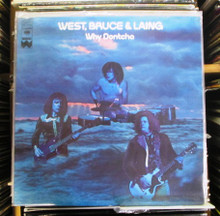 WEST, BRUCE & LAING
Why Dontcha